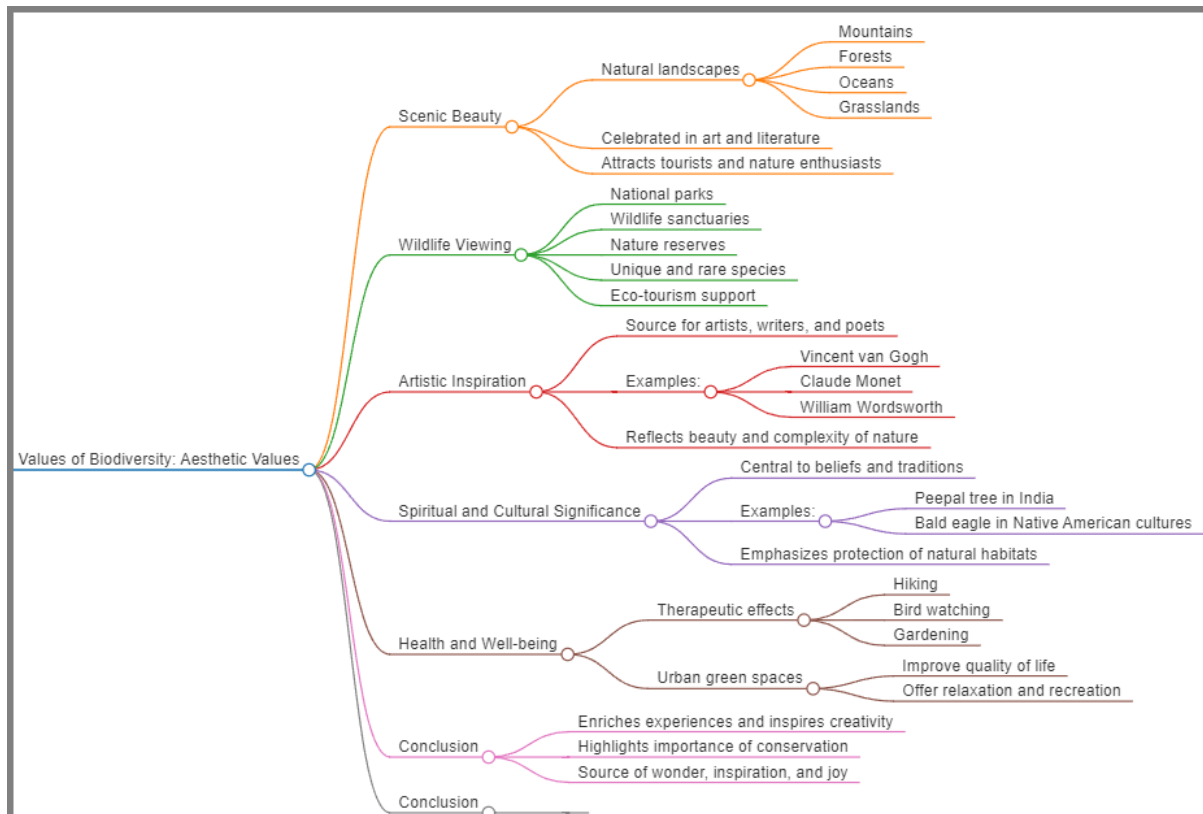 Values of Biodiversity: Aesthetic Values
Scenic Beauty
Natural landscapes
Mountains
Forests
Oceans
Grasslands
Celebrated in art and literature
Attracts tourists and nature enthusiasts
Wildlife Viewing
National parks
Wildlife sanctuaries
Nature reserves
Unique and rare species
Eco-tourism support
Artistic Inspiration
Source for artists, writers, and poets
Examples:
Vincent van Gogh
Claude Monet
William Wordsworth
Reflects beauty and complexity of nature
Spiritual and Cultural Significance
Central to beliefs and traditions
Examples:
Peepal tree in India
Bald eagle in Native American cultures
Emphasizes protection of natural habitats
Health and Well-being
Therapeutic effects
Hiking
Bird watching
Gardening
Urban green spaces
Improve quality of life
Offer relaxation and recreation
Conclusion
Enriches experiences and inspires creativity
Highlights importance of conservation
Source of wonder, inspiration, and joy
Conclusion